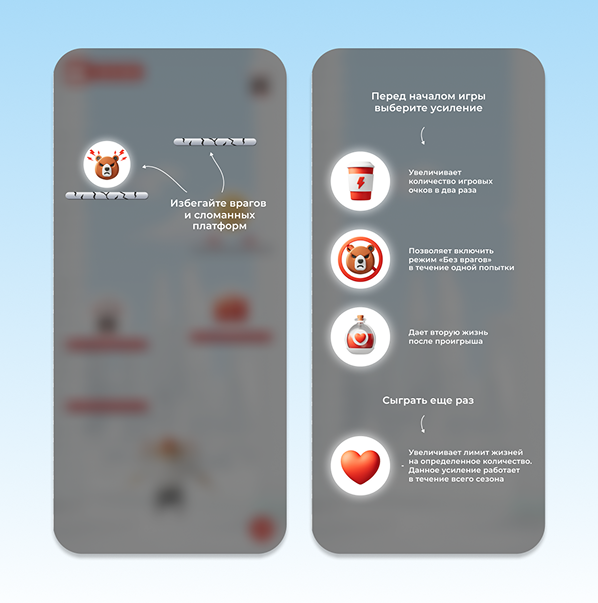 Избегайте врагов
и сломанных
платформ
Перед началом игры
выберите усиление
Увеличивает
количество игровых
очков в два раза
Позволяет включить
режим «Без врагов»
в течение одной попытки
Дает вторую жизнь
после проигрыша
Сыграть еще раз
Увеличивает лимит жизней
- на определенное количество.
Данное усиление работает
в течение всего сезона